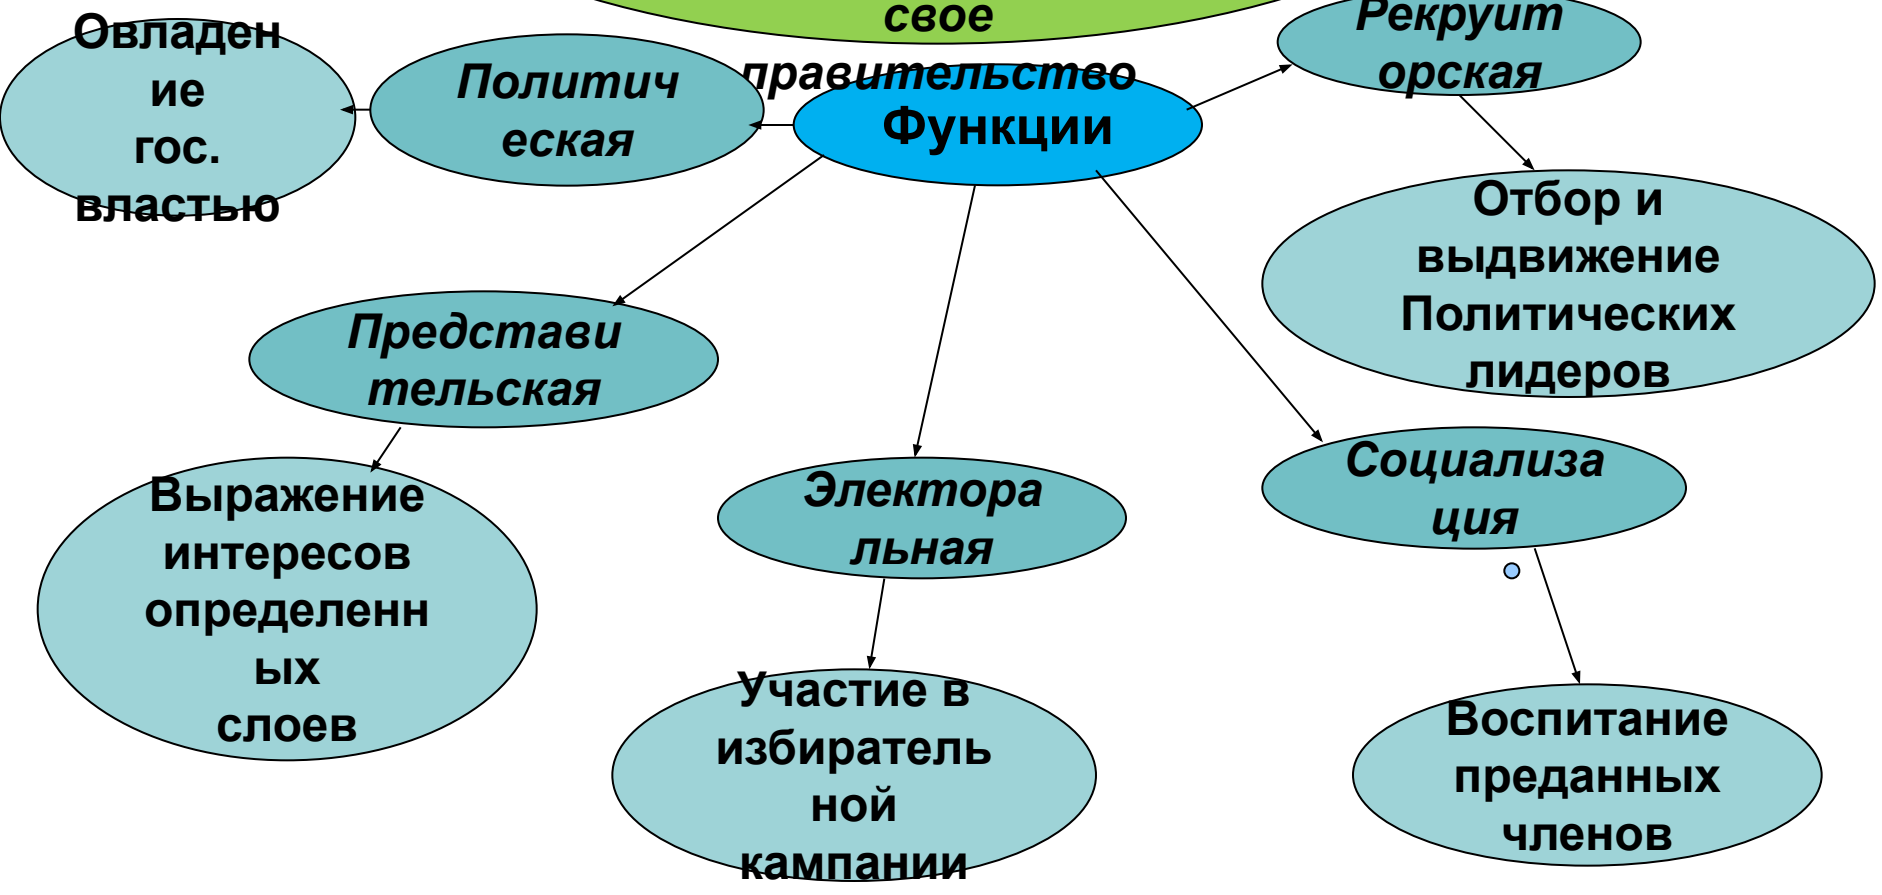 свое
правительство
Функции
Овладен
ие
гос.
властью
Политич
еская
Рекруит
орская
Отбор и
выдвижение
Политических
лидеров
Представи
тельская
Выражение
интересов
определенн
ых
слоев
Электора
льная
Участие в
избиратель
ной
кампании
Социализа
ция
Воспитание
преданных
членов